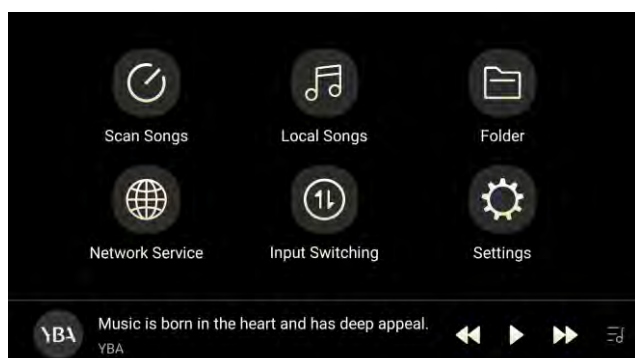 Scan Songs
Local Songs
Folder
Network Service
Input Switching
Settings
YBA
Music is born in the heart and has deep appeal.
YBA